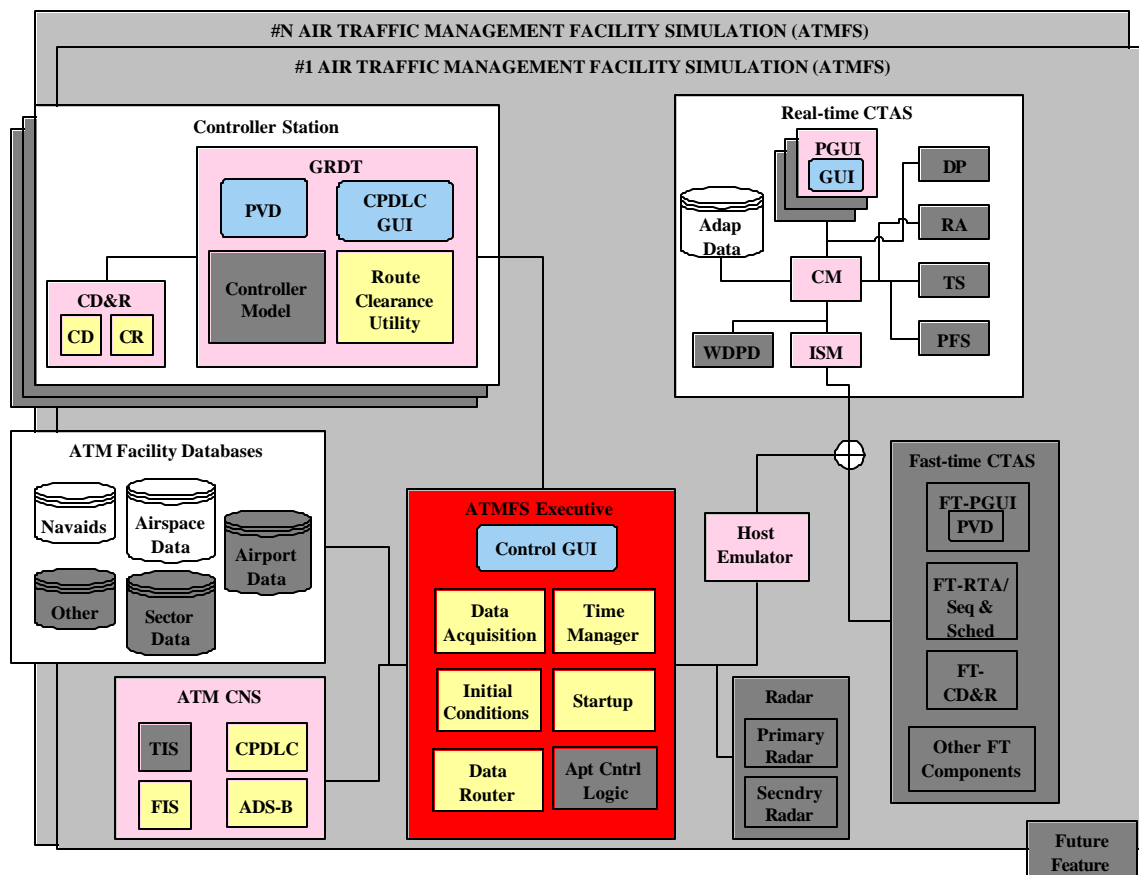 #N AIR TRAFFIC MANAGEMENT FACILITY SIMULATION (ATMFS)
#1 AIR TRAFFIC MANAGEMENT FACILITY SIMULATION (ATMFS)
Controller Station
GRDT
PVD
CPDLC
GUI
Controller
Model
Route
Clearance
Utility
CD&R
CD
CR
Real-time CTAS
PGUI
GUI
Adap
Data
CM
WDPD
ISM
DP
RA
TS
PFS
ATM Facility Databases
Navaids
Airspace
Data
Airport
Data
Other
Sector
Data
ATM CNS
TIS
CPDLC
FIS
ADS-B
ATMFS Executive
Control GUI
Data
Acquisition
Time
Manager
Initial
Conditions
Startup
Data
Router
Apt Cntrl
Logic
Host
Emulator
Radar
Primary
Radar
Secndry
Radar
Fast-time CTAS
FT-PGUI
PVD
FT-RTA/
Seq &
Sched
FT-
CD&R
Other FT
Components
Future
Feature